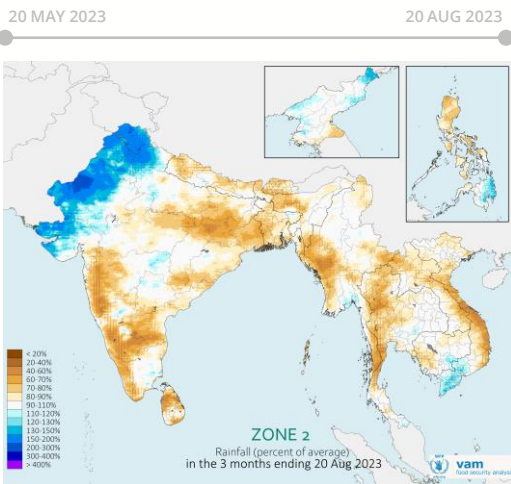 20 MAY 2023
20 AUG 2023
< 20%
20-40%
40-60%
60-70%
70-80%
80-90%
90-110%
110-120%
120-130%
130-150%
150-200%
200-300%
300-400%
> 400%
ZONE 2
Rainfall (percent of average)
in the 3 months ending 20 Aug 2023
vam
food security analysis